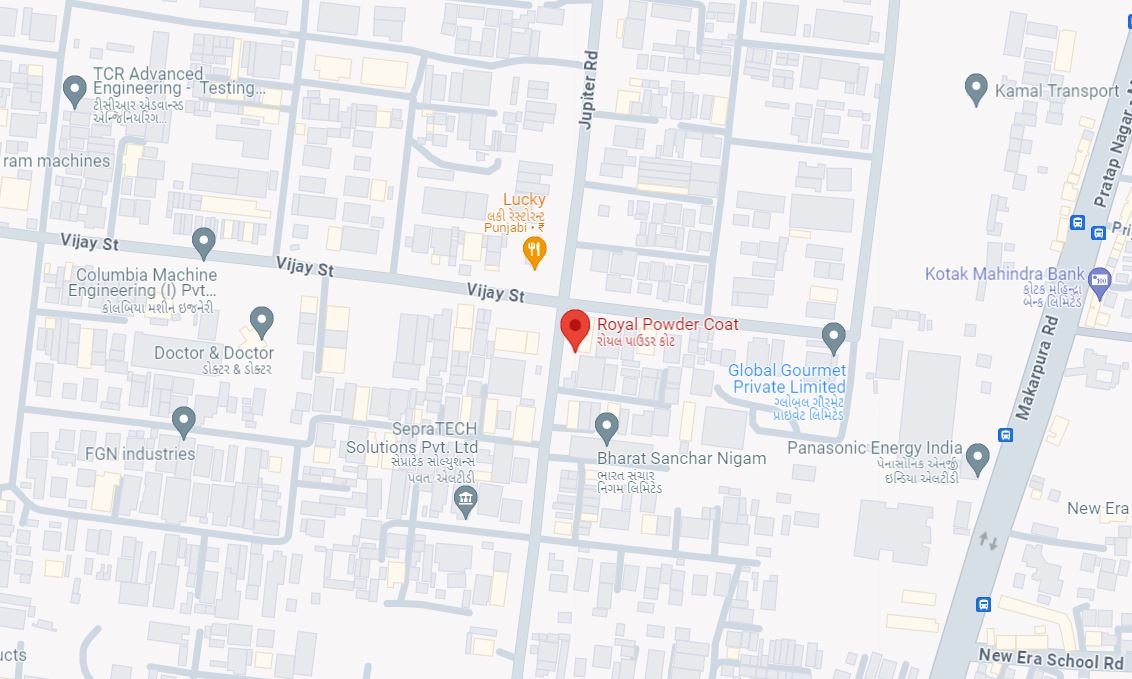 TCR Advanced
Engineering - Testing...
ટીસીઆર એડવાન્સ્ડ
એન્જિનિયરિંગ...
ram machines
Jupiter Rd
Kamal Transport
Pratap Nagar
Lucky
લકી રેસ્ટોરન્ટ
Punjabi • ₹
Vijay St
Vijay St
Vijay St
Columbia Machine
Engineering (I) Pvt...
કોલંબિયા મશીન ઇજનેરી
Kotak Mahindra Bank
કોટક મહિન્દ્રા
બેન્ક લિમિટેડ
Royal Powder Coat
રોયલ પાઉડર કોટ
Doctor & Doctor
ડોક્ટર & ડોક્ટર
Global Gourmet
Private Limited
ગ્લોબલ ગૌરમેટ
પ્રાઇવેટ લિમિટેડ
Makarpura Rd
FGN industries
SepraTECH
Solutions Pvt. Ltd
સેપ્રાટેક સોલ્યુશન્સ
પવત. એલટીડી
Bharat Sanchar Nigam
ભારત સંચાર
નિગમ લિમિટેડ
Panasonic Energy India
પેનાસોનિક એનર્જી
ઇન્ડિયા એલટીડી
New Era
ucts
New Era School Rd